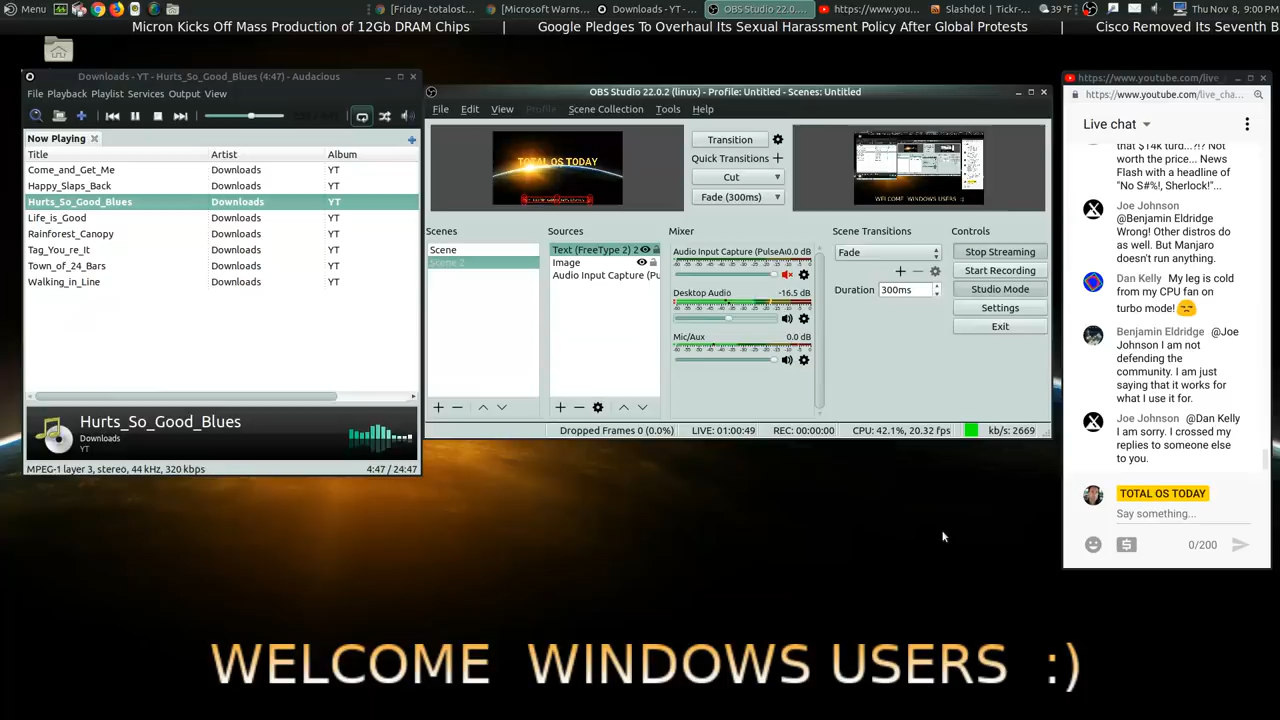 Menu
[Friday - totalost...
[Microsoft Warns...
Downloads - YT - ...
OBS Studio 22.0....
https://www.you...
Slashdot | Tickr-...
39 °F
Thu Nov 8, 9:00 PM
Micron Kicks Off Mass Production of 12Gb DRAM Chips | Google Pledges To Overhaul Its Sexual Harassment Policy After Global Protests | Cisco Removed Its Seventh B
Downloads - YT - Hurts_So_Good_Blues (4:47) - Audacious
File Playback Playlist Services Output View
Now Playing
Title Artist Album
Come_and_Get_Me Downloads YT
Happy_Slaps_Back Downloads YT
Hurts_So_Good_Blues Downloads YT
Life_is_Good Downloads YT
Rainforest_Canopy Downloads YT
Tag_You_re_It Downloads YT
Town_of_24_Bars Downloads YT
Walking_in_Line Downloads YT
Hurts_So_Good_Blues
Downloads
YT
MPEG-1 layer 3, stereo, 44 kHz, 320 kbps 4:47 / 24:47
OBS Studio 22.0.2 (linux) - Profile: Untitled - Scenes: Untitled
File Edit View Profile Scene Collection Tools Help
TOTAL OS TODAY
Transition
Quick Transitions
Cut
Fade (300ms)
WELCOME WINDOWS USERS :)
Scenes
Scene
Scene 2
Sources
Text (FreeType 2) 2
Image
Audio Input Capture (Pu
Mixer
Audio Input Capture (PulseA 0.0 dB
Desktop Audio -16.5 dB
Mic/Aux 0.0 dB
Scene Transitions
Fade
Duration 300ms
Controls
Stop Streaming
Start Recording
Studio Mode
Settings
Exit
Dropped Frames 0 (0.0%) LIVE: 01:00:49 REC: 00:00:00 CPU: 42.1%, 20.32 fps kb/s: 2669
https://www.youtube.com/live_
https://www.youtube.com/live_cha...
Live chat
that $14k turd...?!? Not
worth the price... News
Flash with a headline of
"No S#%!, Sherlock!"...
Joe Johnson
@Benjamin Eldridge
Wrong! Other distros do
as well. But Manjaro
doesn't run anything.
Dan Kelly My leg is cold
from my CPU fan on
turbo mode!
Benjamin Eldridge @Joe
Johnson I am not
defending the
community. I am just
saying that it works for
what I use it for.
Joe Johnson @Dan Kelly
I am sorry. I crossed my
replies to someone else
to you.
TOTAL OS TODAY
Say something...
0/200
WELCOME WINDOWS USERS :)